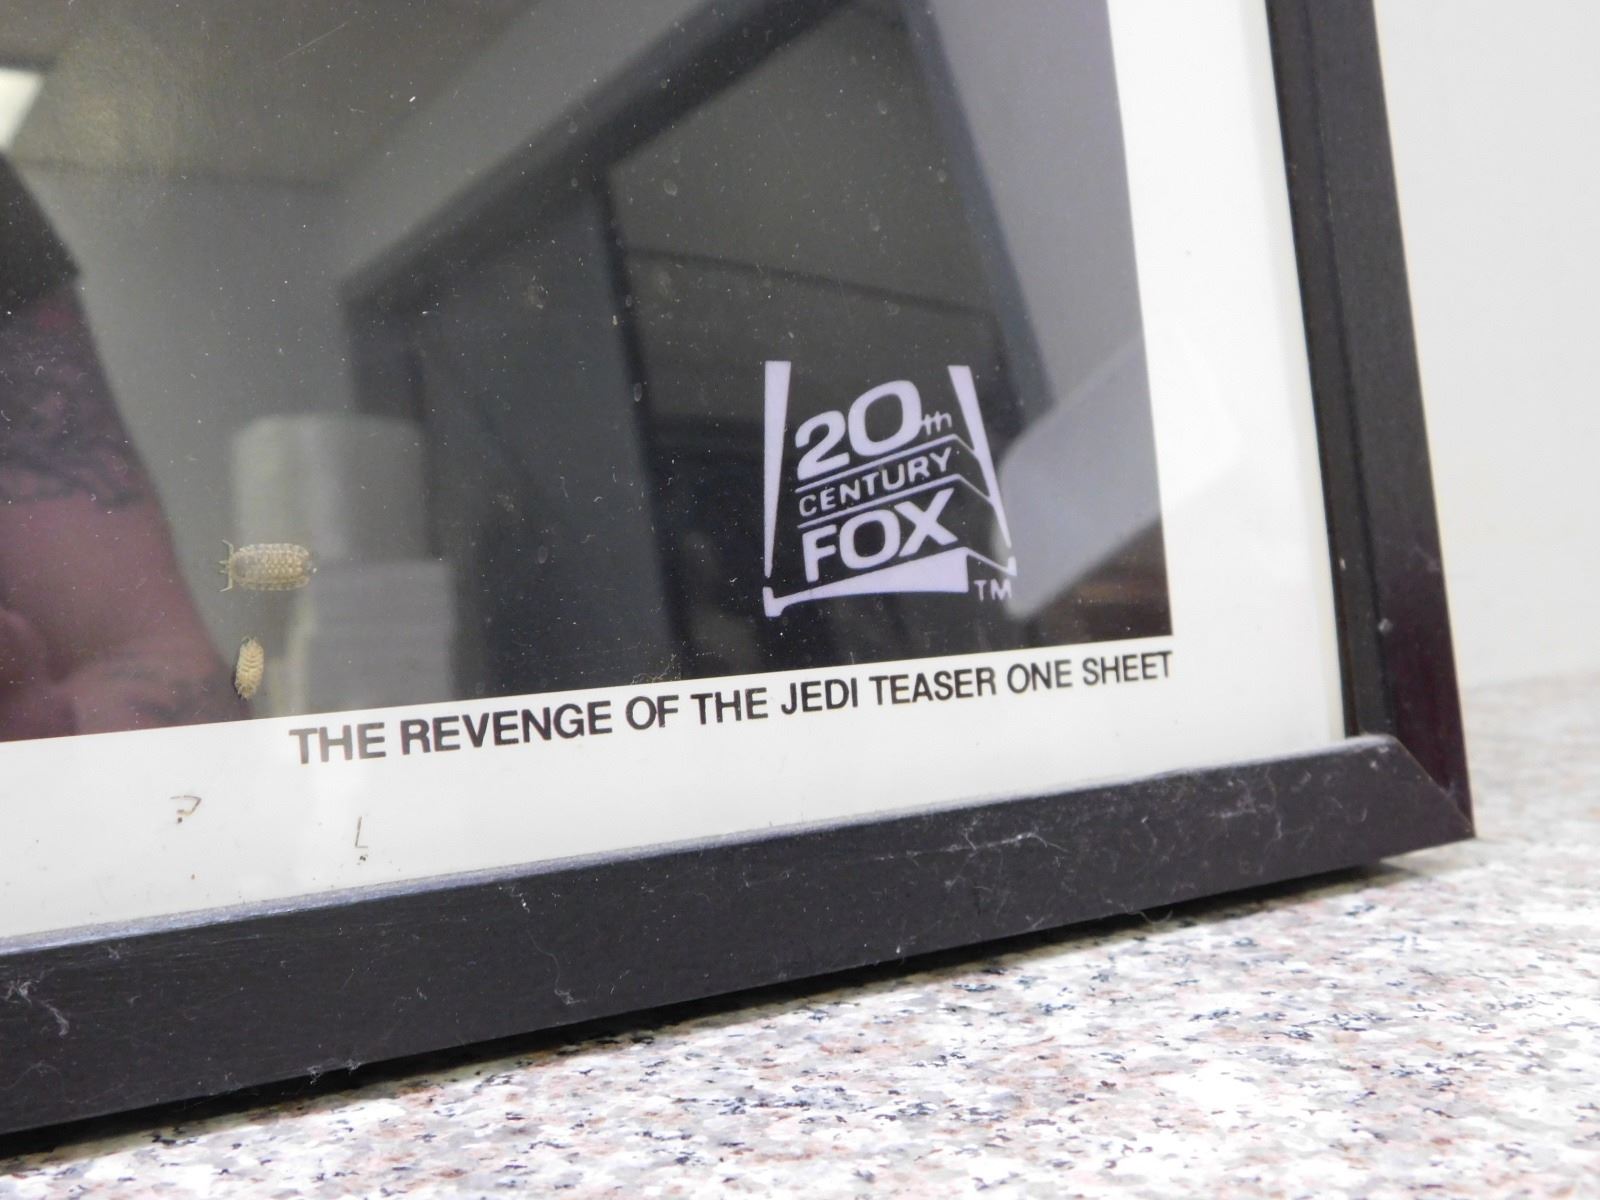 20th
CENTURY
FOX
TM
THE REVENGE OF THE JEDI TEASER ONE SHEET